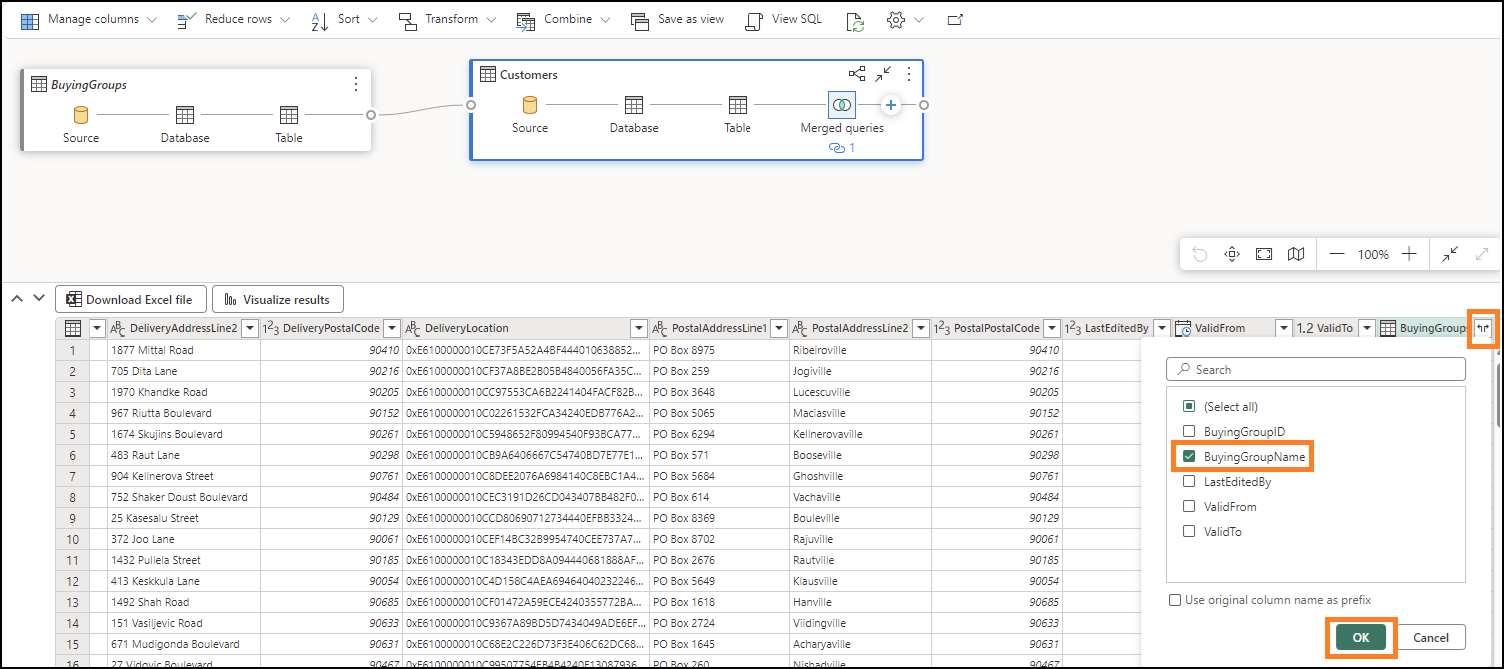 Manage columns Reduce rows Sort Transform Combine Save as view View SQL
BuyingGroups
Source Database Table
Customers
Source Database Table Merged queries
1
100%
Download Excel file Visualize results
DeliveryAddressLine2 123 DeliveryPostalCode ABC DeliveryLocation ABC PostalAddressLine1 ABC PostalAddressLine2 123 PostalPostalCode 123 LastEditedBy ValidFrom 1.2 ValidTo BuyingGroups
1 1877 Mittal Road 90410 0xE6100000010CE73F5A52A4BF444010638852... PO Box 8975 Ribeiroville 90410
2 705 Dita Lane 90216 0xE6100000010CF37A8BE2B05B4840056FA35C... PO Box 259 Jogiville 90216
3 1970 Khandke Road 90205 0xE6100000010CC97553CA6B2241404FACF82B... PO Box 3648 Lucescuville 90205
4 967 Riutta Boulevard 90152 0xE6100000010C02261532FCA34240EDB776A2... PO Box 5065 Maciasville 90152
5 1674 Skujins Boulevard 90261 0xE6100000010C5948652F80994540F93BCA77... PO Box 6294 Kellnerovaville 90261
6 483 Raut Lane 90298 0xE6100000010CB9A6406667C54740BD7E77E1... PO Box 571 Booseville 90298
7 904 Kellnerova Street 90761 0xE6100000010C8DEE2076A6984140C8EBC1A4... PO Box 5684 Ghoshville 90761
8 752 Shaker Doust Boulevard 90484 0xE6100000010CEC3191D26CD043407BB482F0... PO Box 614 Vachaville 90484
9 25 Kasesalu Street 90129 0xE6100000010CCD80690712734440EFBB3324... PO Box 8369 Bouleville 90129
10 372 Joo Lane 90061 0xE6100000010CEF14BC32B9954740CEE737A7... PO Box 8702 Rajuville 90061
11 1432 Pullela Street 90185 0xE6100000010C18343EDD8A094440681888AF... PO Box 2676 Rautville 90185
12 413 Keskkula Lane 90054 0xE6100000010C4D158C4AEA69464040232246... PO Box 5649 Klausville 90054
13 1492 Shah Road 90685 0xE6100000010CF01472A59ECE4240355772BA... PO Box 1618 Hanville 90685
14 151 Vasiljevic Road 90633 0xE6100000010C9367A89BD5D7434049ADE6EF... PO Box 2724 Viidingville 90633
15 671 Mudigonda Boulevard 90631 0xE6100000010C68E2C226D73F3E406C62DC68... PO Box 1645 Acharyaville 90631
16 27 Vidovic Boulevard 90467 0xE6100000010C99507754EB4B4240F13087936... PO Box 260 Nishadville 90467
Search
(Select all)
BuyingGroupID
BuyingGroupName
LastEditedBy
ValidFrom
ValidTo
Use original column name as prefix
OK Cancel